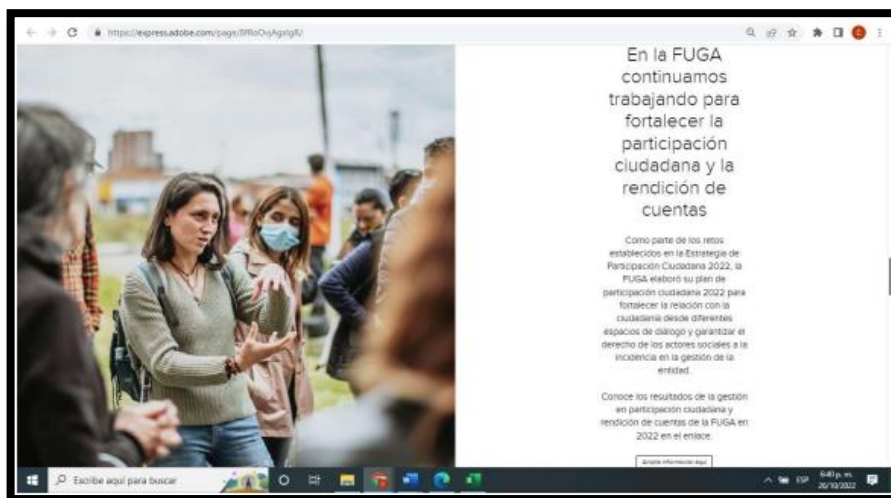 https://express.adobe.com/page/
En la FUGA
continuamos
trabajando para
fortalecer la
participación
ciudadana y la
rendición de
cuentas
Como parte de los retos
establecidos en la Estrategia de
Participación Ciudadana 2022, la
FUGA elaboró su plan de
participación ciudadana 2022 para
fortalecer la relación con la
ciudadanía desde diferentes
espacios de diálogo y garantizar el
derecho de los actores sociales a la
incidencia en la gestión de la
entidad.
Conoce los resultados de la gestión
en participación ciudadana y
rendición de cuentas de la FUGA en
2022 en el enlace.
Amplíe información aquí
Escribe aquí para buscar
ESP
6:40 p. m.
26/10/2022